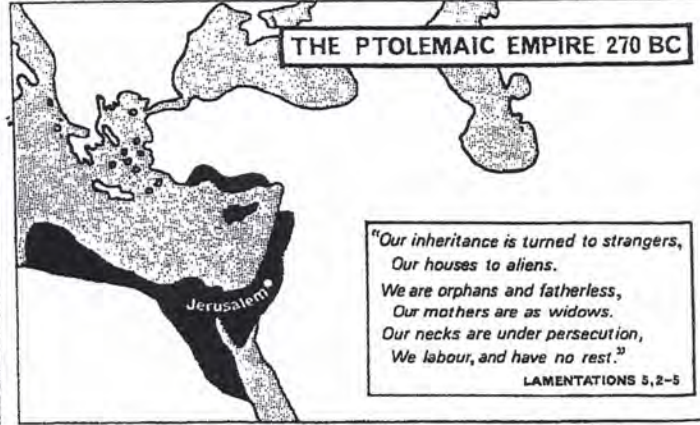 THE PTOLEMAIC EMPIRE 270 BC
"Our inheritance is turned to strangers,
Our houses to aliens.
We are orphans and fatherless,
Our mothers are as widows.
Our necks are under persecution,
We labour, and have no rest."
LAMENTATIONS 5,2-5
Jerusalem